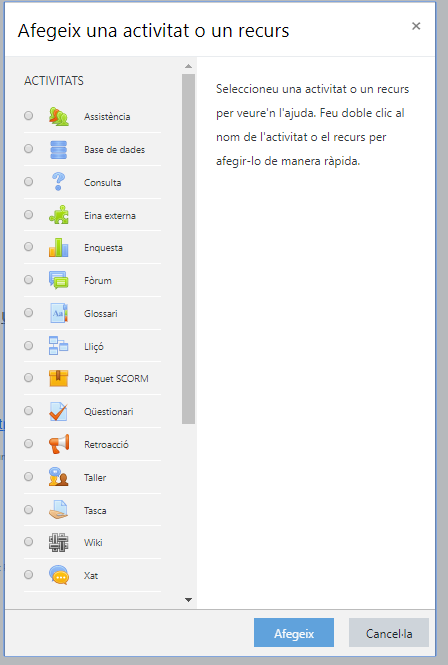 Afegeix una activitat o un recurs
×
ACTIVITATS
Assistència
Base de dades
Consulta
Eina externa
Enquesta
Fòrum
Glossari
Lliçó
Paquet SCORM
Qüestionari
Retroacció
Taller
Tasca
Wiki
Xat
Seleccioneu una activitat o un recurs
per veure'n l'ajuda. Feu doble clic al
nom de l'activitat o el recurs per
afegir-lo de manera ràpida.
Afegeix
Cancel·la